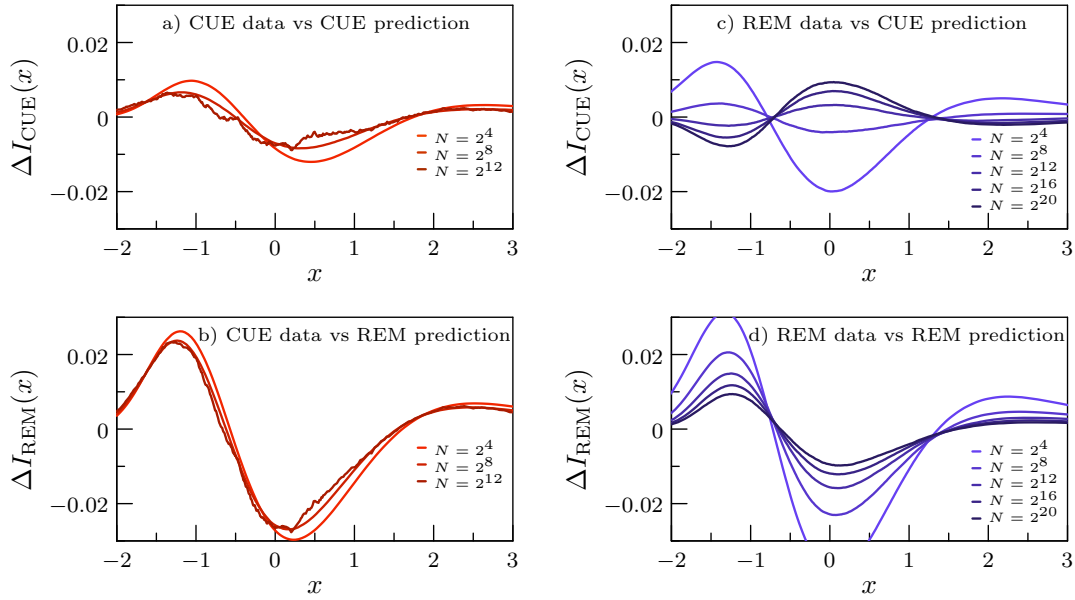 a) CUE data vs CUE prediction
ΔI_CUE(x)
0.02
0
−0.02
N = 2^4
N = 2^8
N = 2^12
−2 −1 0 1 2 3
x
c) REM data vs CUE prediction
ΔI_CUE(x)
0.02
0
−0.02
N = 2^4
N = 2^8
N = 2^12
N = 2^16
N = 2^20
−2 −1 0 1 2 3
x
b) CUE data vs REM prediction
ΔI_REM(x)
0.02
0
−0.02
N = 2^4
N = 2^8
N = 2^12
−2 −1 0 1 2 3
x
d) REM data vs REM prediction
ΔI_REM(x)
0.02
0
−0.02
N = 2^4
N = 2^8
N = 2^12
N = 2^16
N = 2^20
−2 −1 0 1 2 3
x